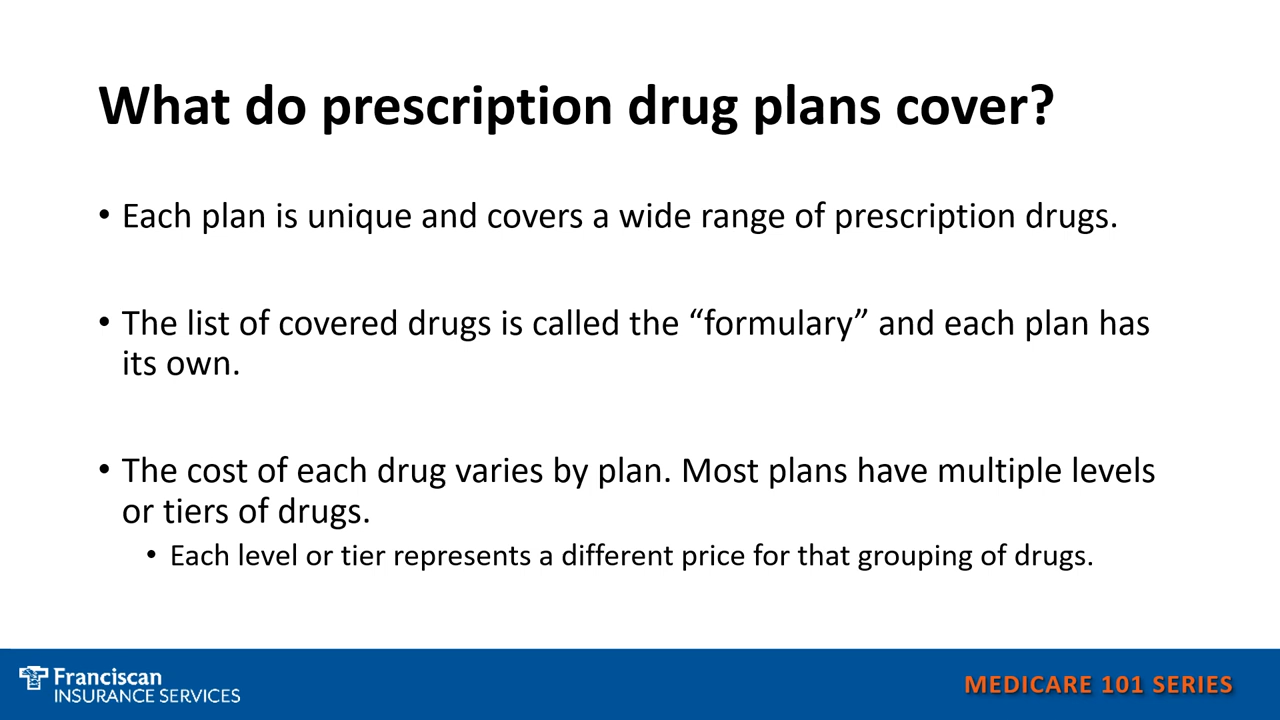 What do prescription drug plans cover?
• Each plan is unique and covers a wide range of prescription drugs.
• The list of covered drugs is called the “formulary” and each plan has
its own.
• The cost of each drug varies by plan. Most plans have multiple levels
or tiers of drugs.
• Each level or tier represents a different price for that grouping of drugs.
Franciscan
INSURANCE SERVICES
MEDICARE 101 SERIES